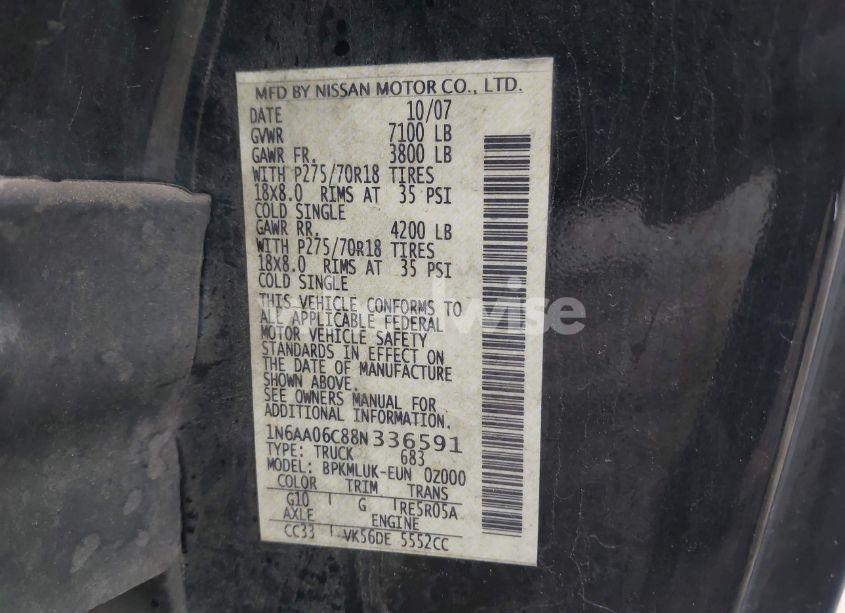 MFD BY NISSAN MOTOR CO., LTD.
DATE 10/07
GVWR 7100 LB
GAWR FR. 3800 LB
WITH P275/70R18 TIRES
18X8.0 RIMS AT 35 PSI
COLD SINGLE
GAWR RR. 4200 LB
WITH P275/70R18 TIRES
18X8.0 RIMS AT 35 PSI
COLD SINGLE
THIS VEHICLE CONFORMS TO
ALL APPLICABLE FEDERAL
MOTOR VEHICLE SAFETY
STANDARDS IN EFFECT ON
THE DATE OF MANUFACTURE
SHOWN ABOVE.
SEE OWNERS MANUAL FOR
ADDITIONAL INFORMATION.
1N6AA06C88N336591
TYPE: TRUCK 683
MODEL: BPKMLUK-EUN 0Z000
COLOR TRIM TRANS
G10 G RE5R05A
AXLE ENGINE
CC33 VK56DE 5552CC